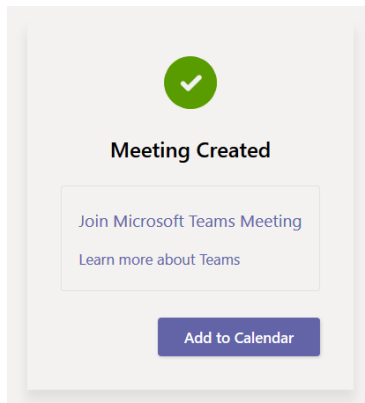 Meeting Created
Join Microsoft Teams Meeting
Learn more about Teams
Add to Calendar